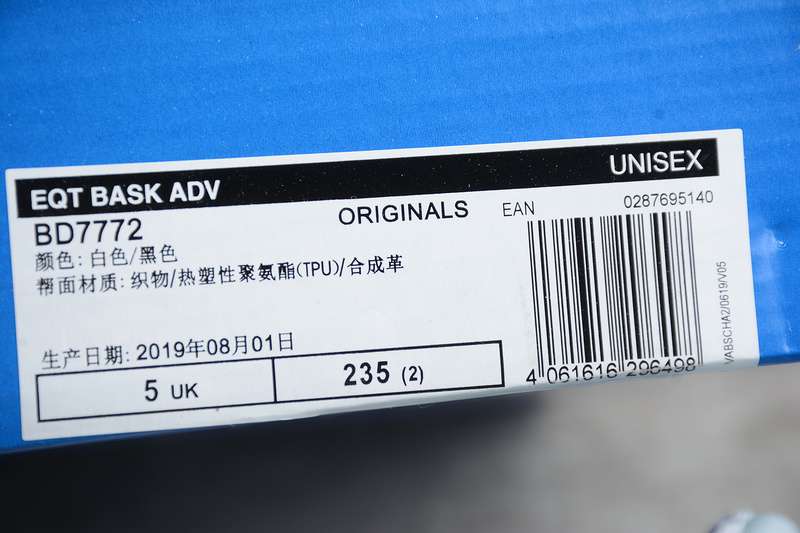 EQT BASK ADV
UNISEX
BD7772
ORIGINALS
EAN
0287695140
颜色: 白色/黑色
帮面材质: 织物/热塑性聚氨酯(TPU)/合成革
生产日期: 2019年08月01日
5 UK
235 (2)
4 061616 296498
VABSCHA2/0619/V05